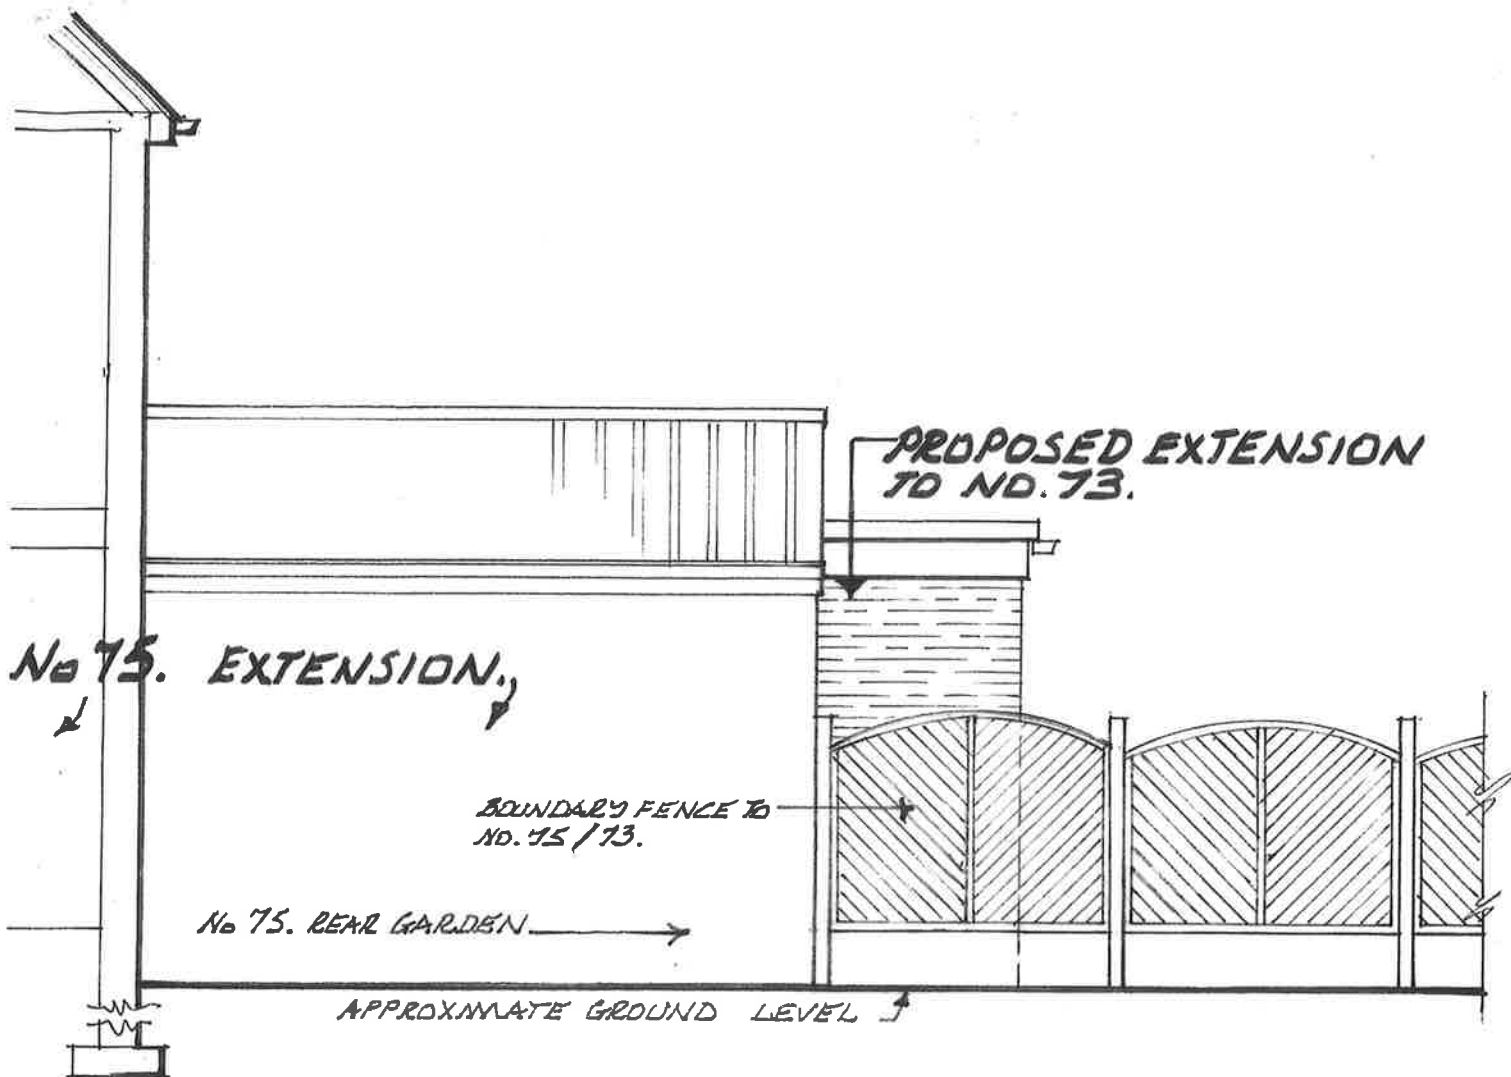 PROPOSED EXTENSION
TO NO. 73.
No 75. EXTENSION.
BOUNDARY FENCE TO
NO. 75/73.
No 75. REAR GARDEN
APPROXMATE GROUND LEVEL